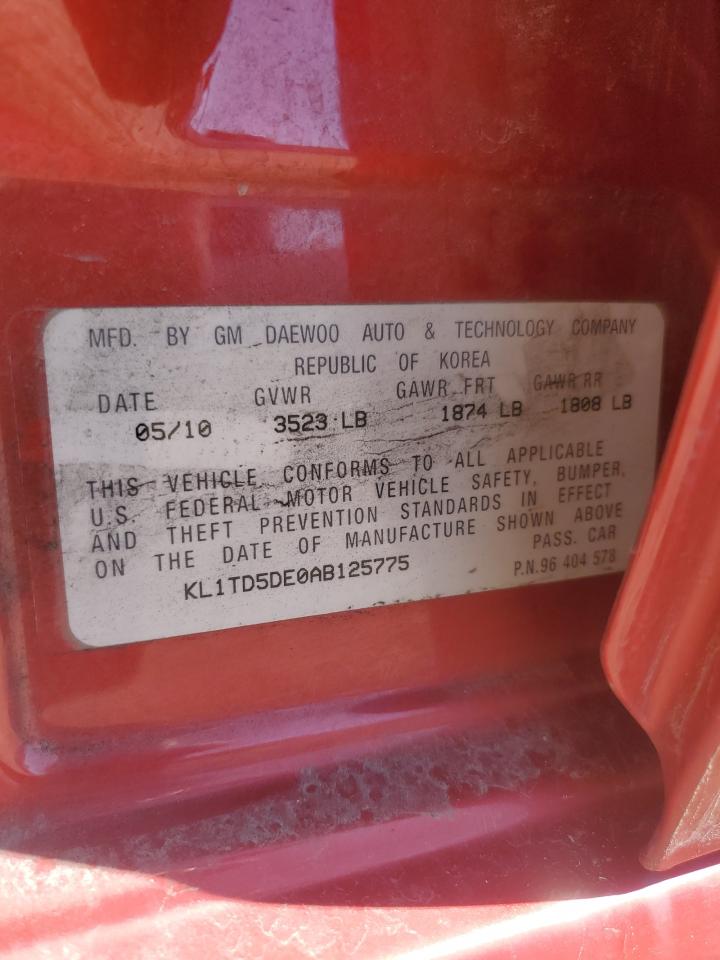 MFD. BY GM DAEWOO AUTO & TECHNOLOGY COMPANY
REPUBLIC OF KOREA
DATE GVWR GAWR FRT GAWR RR
05/10 3523 LB 1874 LB 1808 LB
THIS VEHICLE CONFORMS TO ALL APPLICABLE
U.S. FEDERAL MOTOR VEHICLE SAFETY, BUMPER,
AND THEFT PREVENTION STANDARDS IN EFFECT
ON THE DATE OF MANUFACTURE SHOWN ABOVE
PASS. CAR
KL1TD5DE0AB125775 P.N.96 404 578